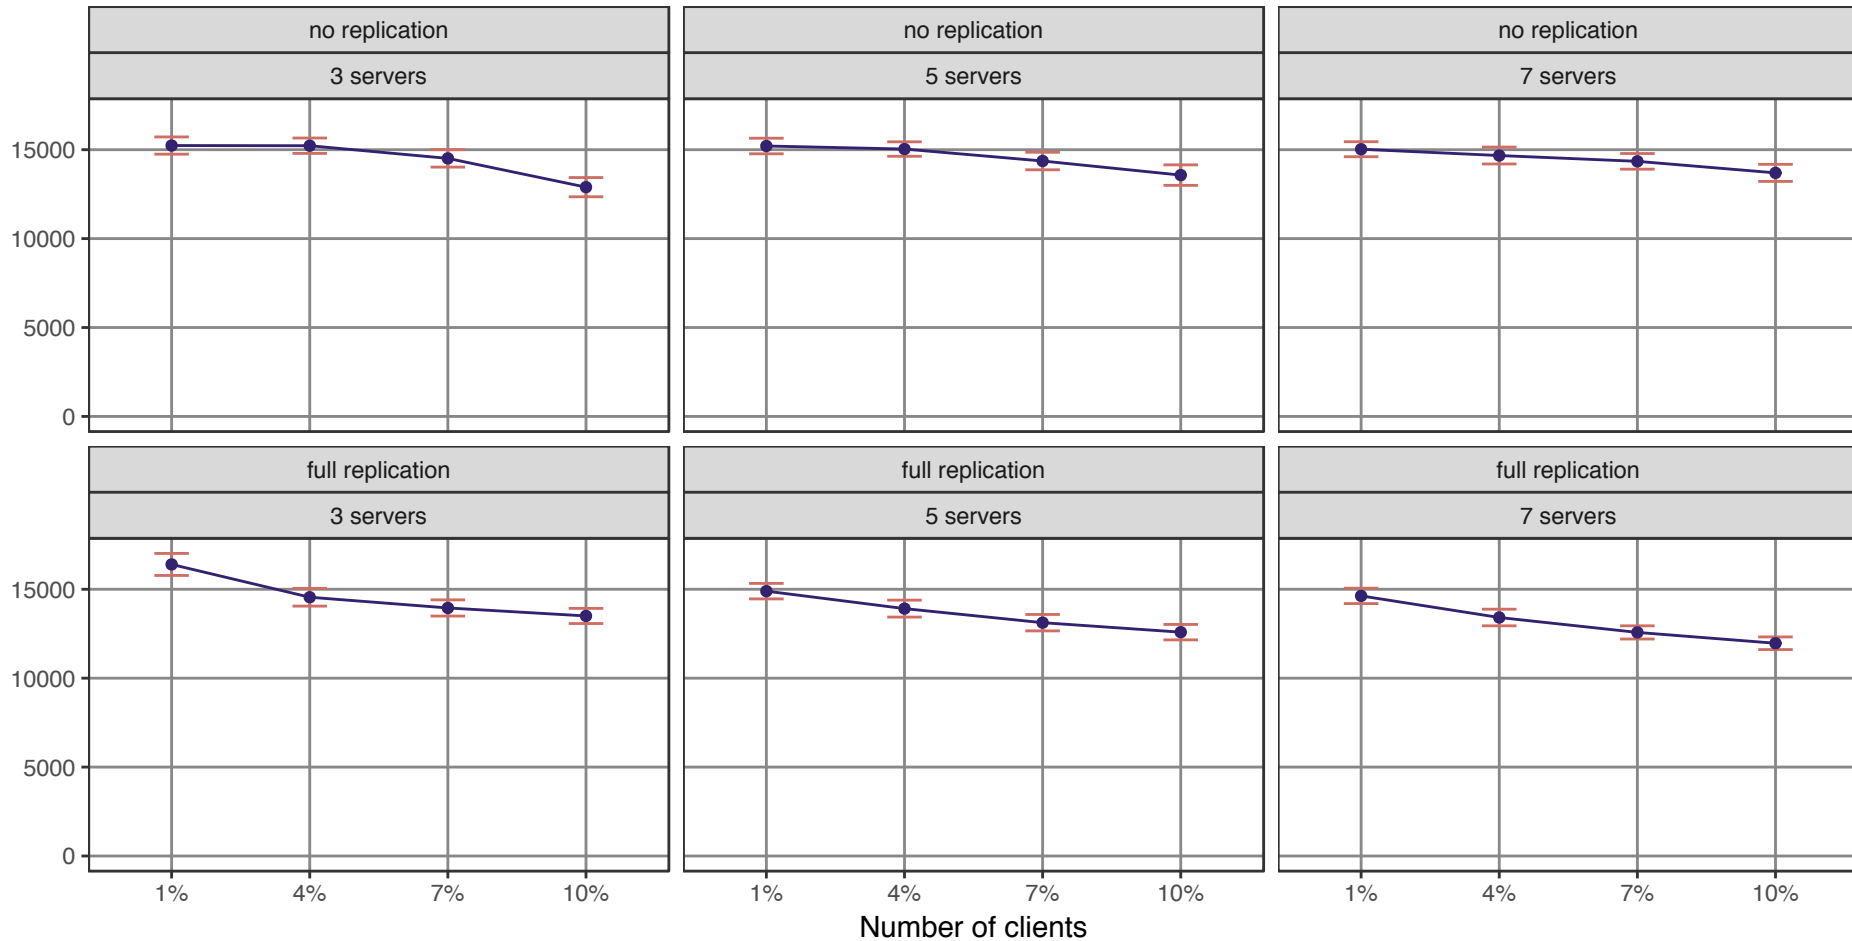 no replication
no replication
no replication
3 servers
5 servers
7 servers
15000
10000
5000
0
full replication
full replication
full replication
3 servers
5 servers
7 servers
15000
10000
5000
0
1% 4% 7% 10%
1% 4% 7% 10%
1% 4% 7% 10%
Number of clients